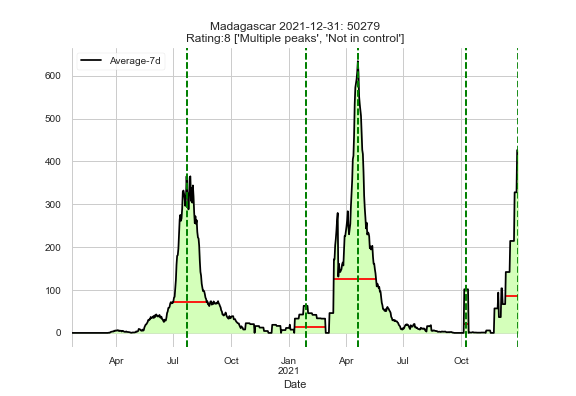 Madagascar 2021-12-31: 50279
Rating:8 ['Multiple peaks', 'Not in control']
Average-7d
600
500
400
300
200
100
0
Apr Jul Oct Jan Apr Jul Oct
2021
Date